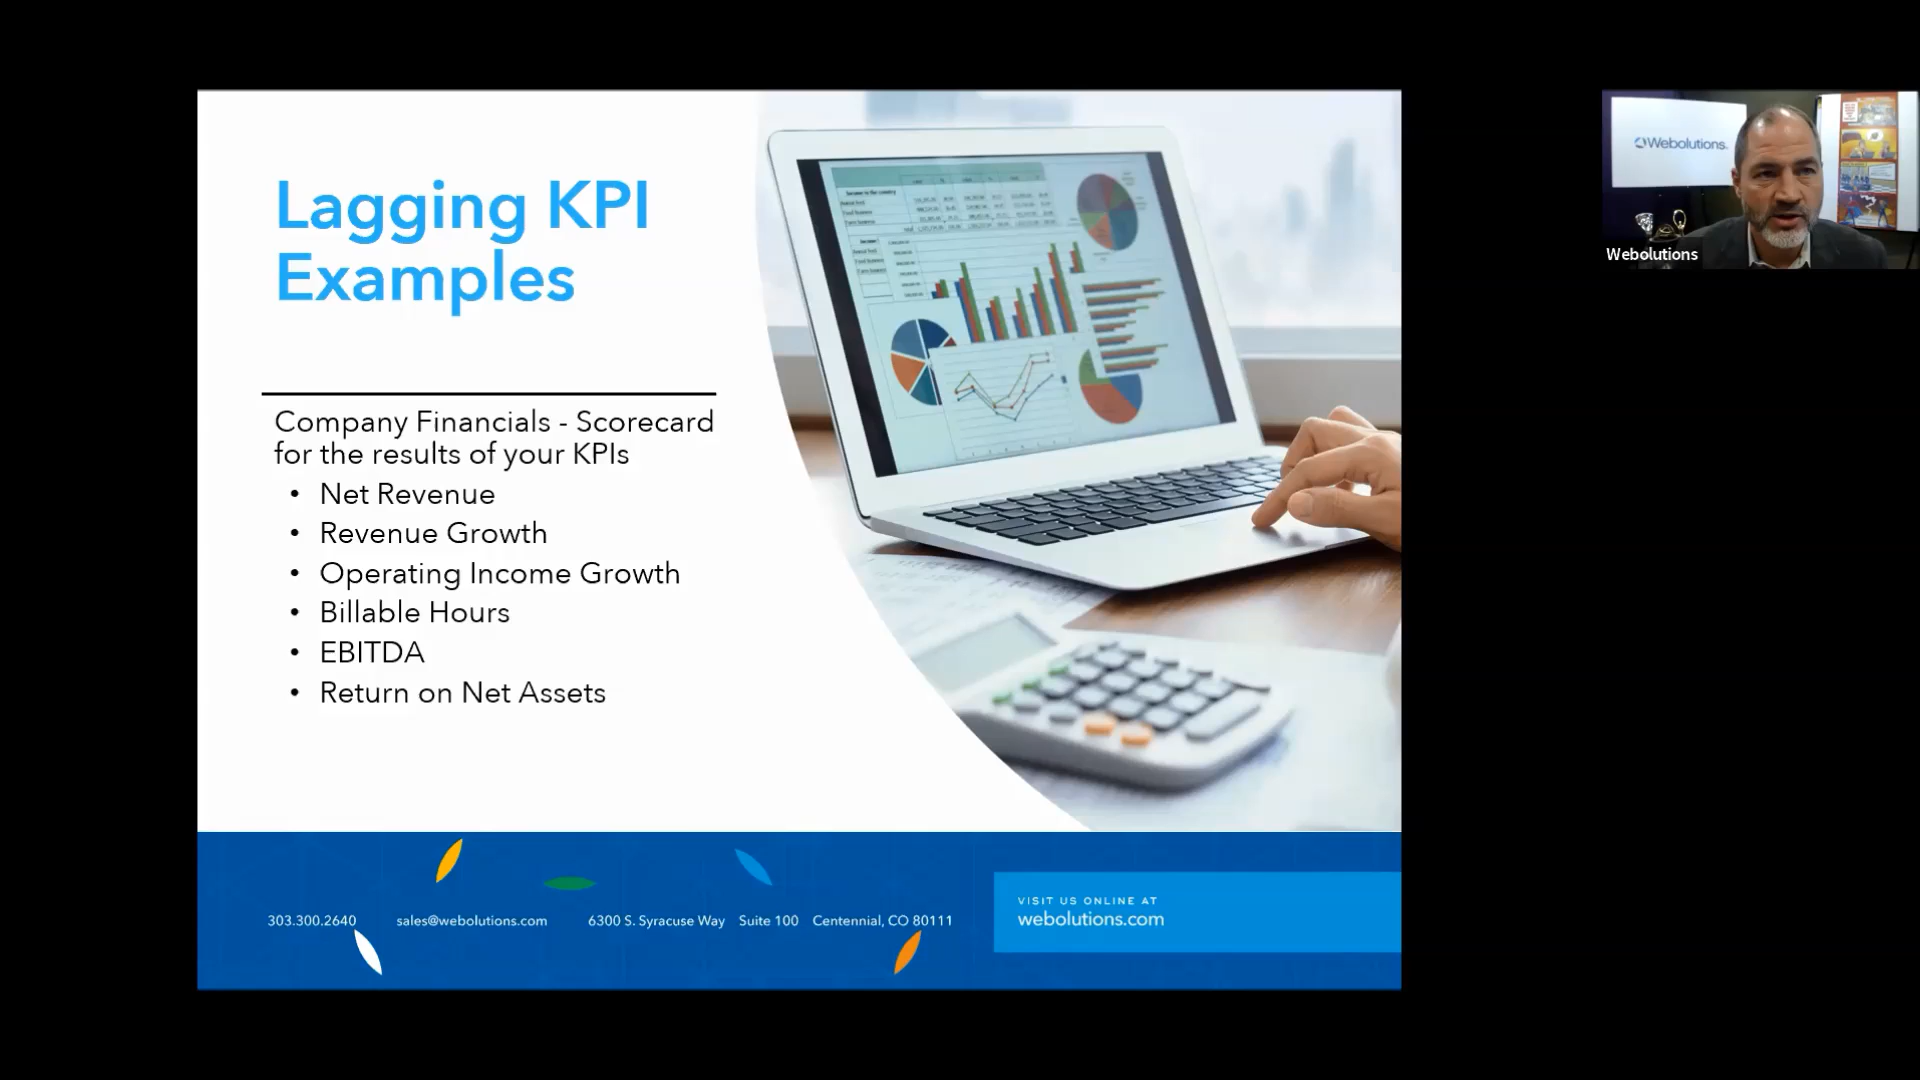 Lagging KPI
Examples
Company Financials - Scorecard
for the results of your KPIs
• Net Revenue
• Revenue Growth
• Operating Income Growth
• Billable Hours
• EBITDA
• Return on Net Assets
303.300.2640 sales@webolutions.com 6300 S. Syracuse Way Suite 100 Centennial, CO 80111
VISIT US ONLINE AT
webolutions.com
Webolutions
Webolutions